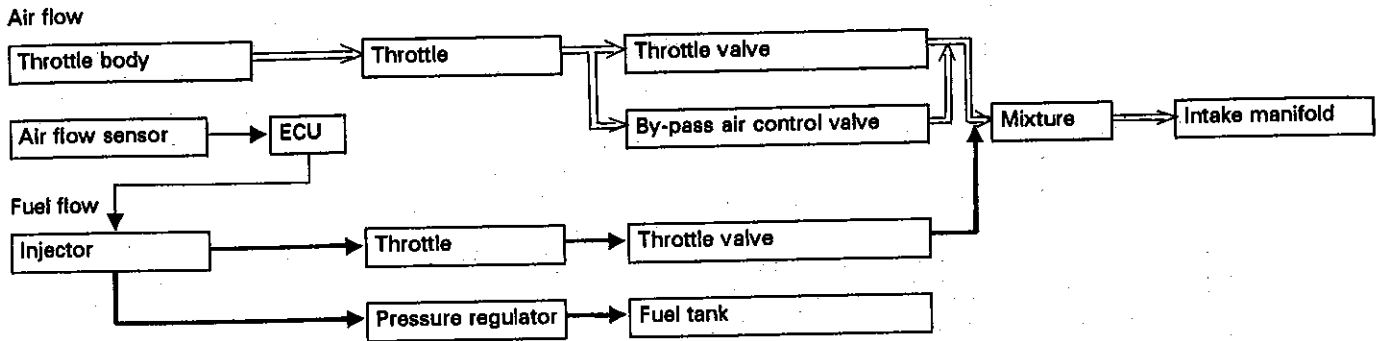 Air flow
Throttle body
Throttle
Throttle valve
By-pass air control valve
Mixture
Intake manifold
Air flow sensor
ECU
Fuel flow
Injector
Throttle
Throttle valve
Pressure regulator
Fuel tank